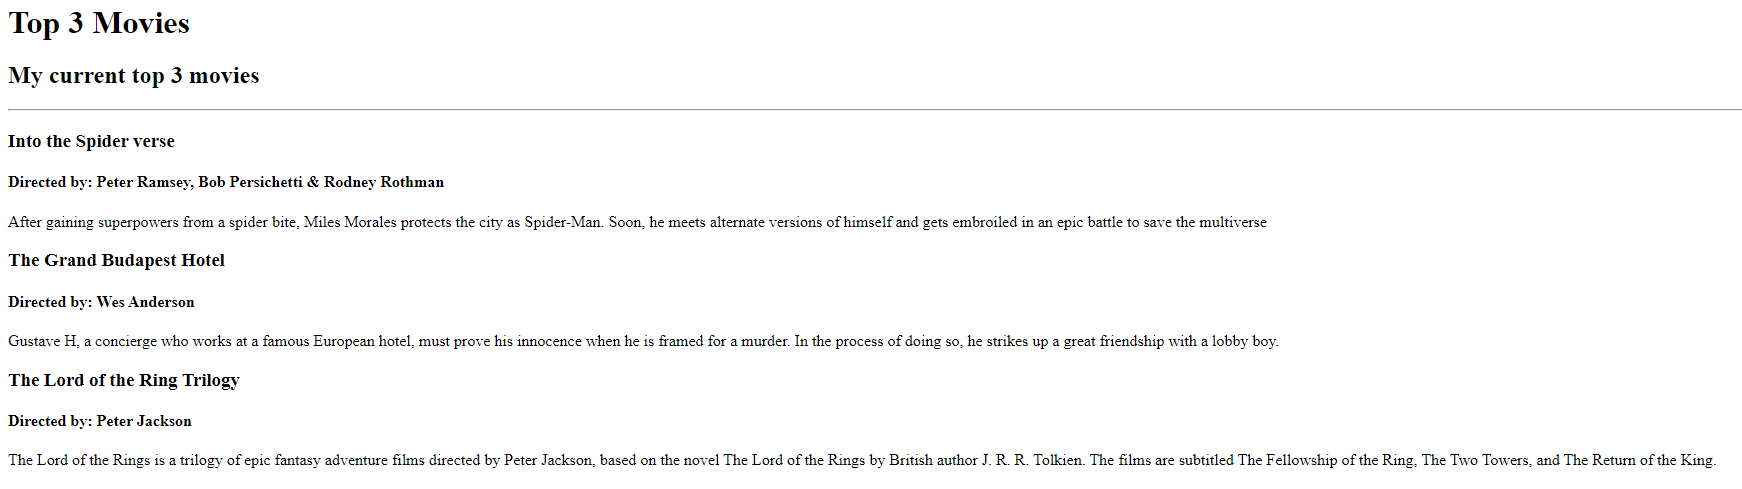 Top 3 Movies
My current top 3 movies
Into the Spider verse
Directed by: Peter Ramsey, Bob Persichetti & Rodney Rothman
After gaining superpowers from a spider bite, Miles Morales protects the city as Spider-Man. Soon, he meets alternate versions of himself and gets embroiled in an epic battle to save the multiverse
The Grand Budapest Hotel
Directed by: Wes Anderson
Gustave H, a concierge who works at a famous European hotel, must prove his innocence when he is framed for a murder. In the process of doing so, he strikes up a great friendship with a lobby boy.
The Lord of the Ring Trilogy
Directed by: Peter Jackson
The Lord of the Rings is a trilogy of epic fantasy adventure films directed by Peter Jackson, based on the novel The Lord of the Rings by British author J. R. R. Tolkien. The films are subtitled The Fellowship of the Ring, The Two Towers, and The Return of the King.